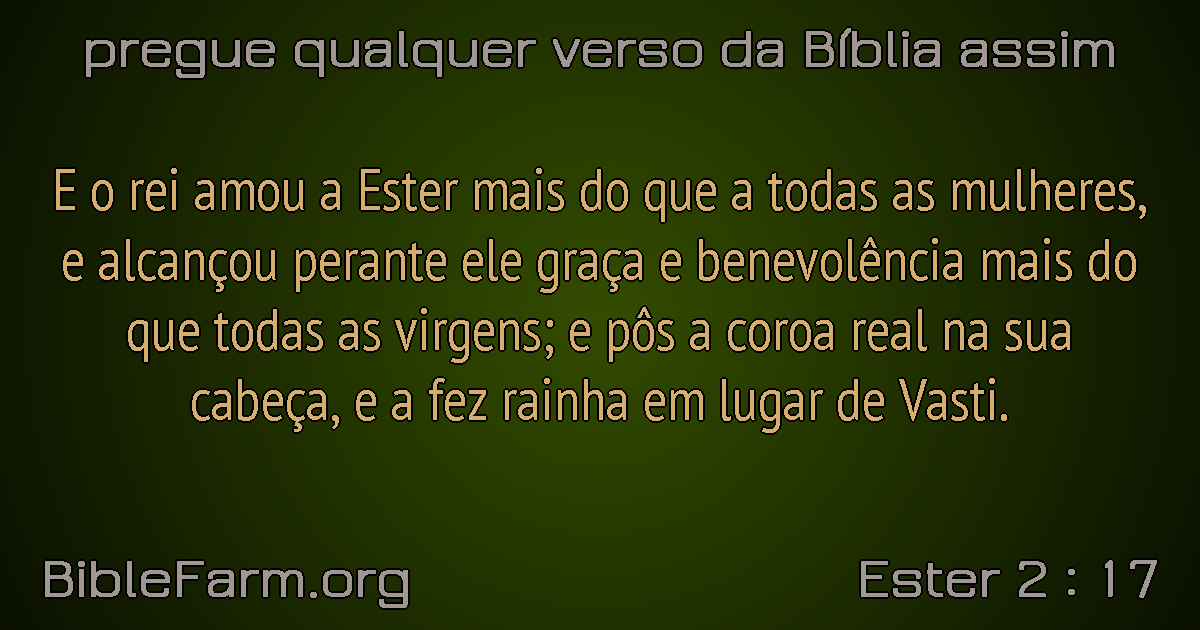 pregue qualquer verso da Bíblia assim
E o rei amou a Ester mais do que a todas as mulheres,
e alcançou perante ele graça e benevolência mais do
que todas as virgens; e pôs a coroa real na sua
cabeça, e a fez rainha em lugar de Vasti.
BibleFarm.org
Ester 2 : 17